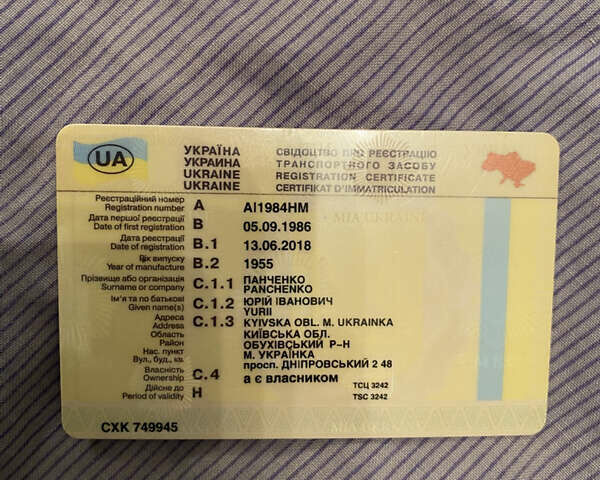 UA
УКРАЇНА СВІДОЦТВО ПРО РЕЄСТРАЦІЮ
УКРАИНА ТРАНСПОРТНОГО ЗАСОБУ
UKRAINE REGISTRATION CERTIFICATE
UKRAINE CERTIFIKAT D'IMMATRICULATION
Реєстраційний номер
Registration number A АІ1984НМ
MIA UKRAINE
Дата першої реєстрації
Date of first registration B 05.09.1986
Дата реєстрації
Date of registration B.1 13.06.2018
Рік випуску
Year of manufacture B.2 1955
Прізвище або організація C.1.1 ПАНЧЕНКО
Surname or company PANCHENKO
Ім'я та по батькові C.1.2 ЮРІЙ ІВАНОВИЧ
Given name(s) YURII
Адреса C.1.3 KYIVSKA OBL. M. UKRAINKA
Address
Область КИЇВСЬКА ОБЛ.
Район ОБУХІВСЬКИЙ Р-Н
Нас. пункт М. УКРАЇНКА
Вул., буд., кв. просп. ДНІПРОВСЬКИЙ 2 48
Власність
Ownership C.4 а є власником ТСЦ 3242
Дійсне до
Period of validity H TSC 3242
СХК 749945